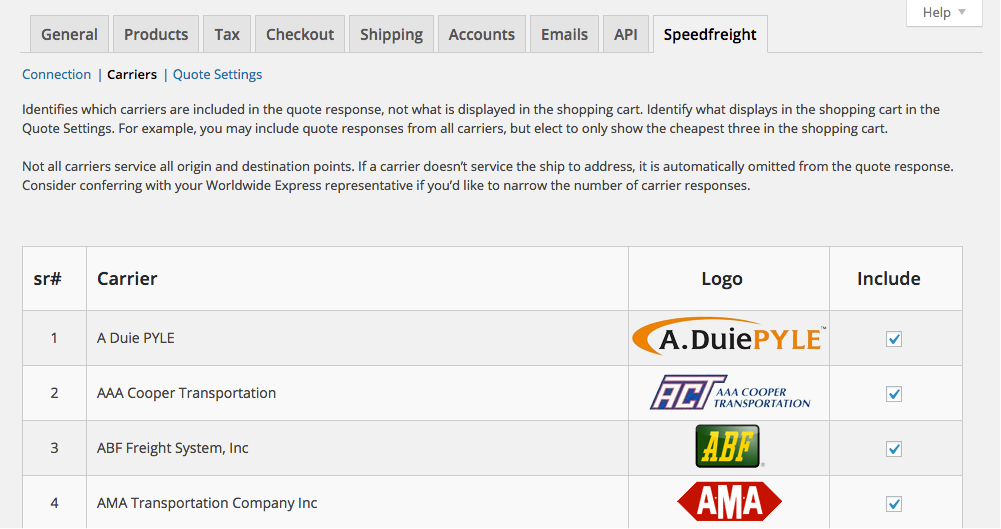 Help
General Products Tax Checkout Shipping Accounts Emails API Speedfreight
Connection | Carriers | Quote Settings
Identifies which carriers are included in the quote response, not what is displayed in the shopping cart. Identify what displays in the shopping cart in the
Quote Settings. For example, you may include quote responses from all carriers, but elect to only show the cheapest three in the shopping cart.
Not all carriers service all origin and destination points. If a carrier doesn’t service the ship to address, it is automatically omitted from the quote response.
Consider conferring with your Worldwide Express representative if you’d like to narrow the number of carrier responses.
sr# Carrier Logo Include
1 A Duie PYLE A.DuiePYLE™
2 AAA Cooper Transportation ACT AAA COOPER
TRANSPORTATION
3 ABF Freight System, Inc ABF®
4 AMA Transportation Company Inc AMA